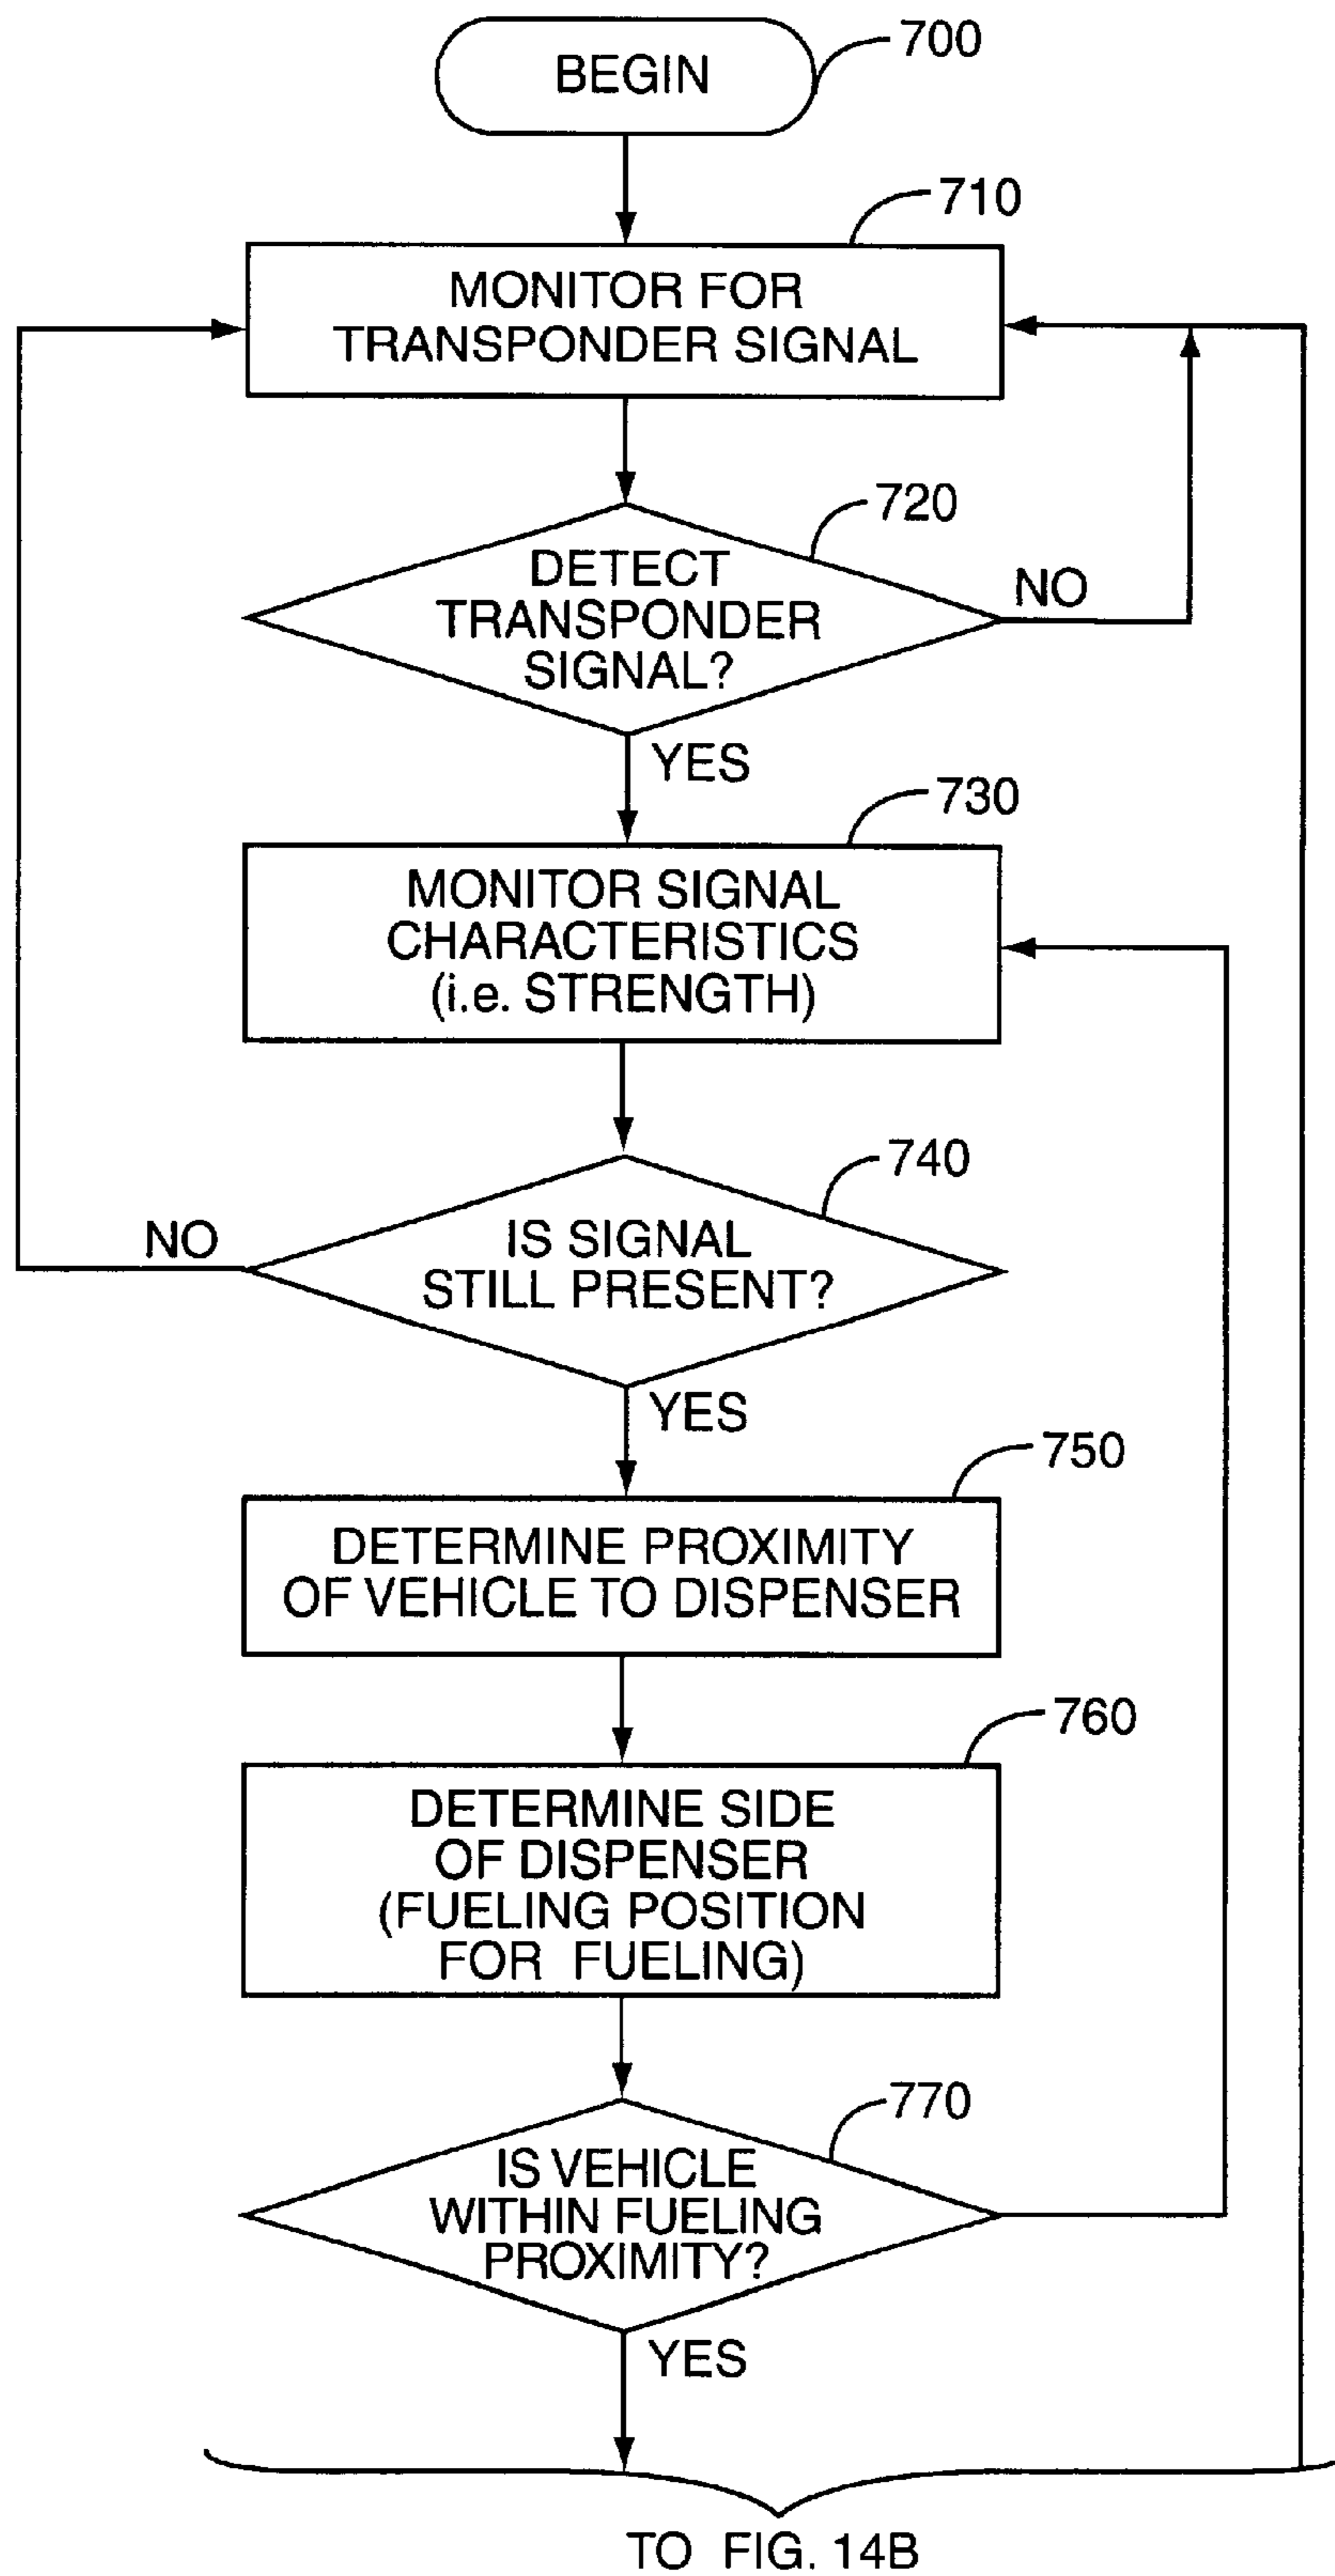 BEGIN
700
710
MONITOR FOR
TRANSPONDER SIGNAL
720
DETECT
TRANSPONDER
SIGNAL?
NO
YES
730
MONITOR SIGNAL
CHARACTERISTICS
(i.e. STRENGTH)
740
IS SIGNAL
STILL PRESENT?
NO
YES
750
DETERMINE PROXIMITY
OF VEHICLE TO DISPENSER
760
DETERMINE SIDE
OF DISPENSER
(FUELING POSITION
FOR FUELING)
770
IS VEHICLE
WITHIN FUELING
PROXIMITY?
YES
TO FIG. 14B